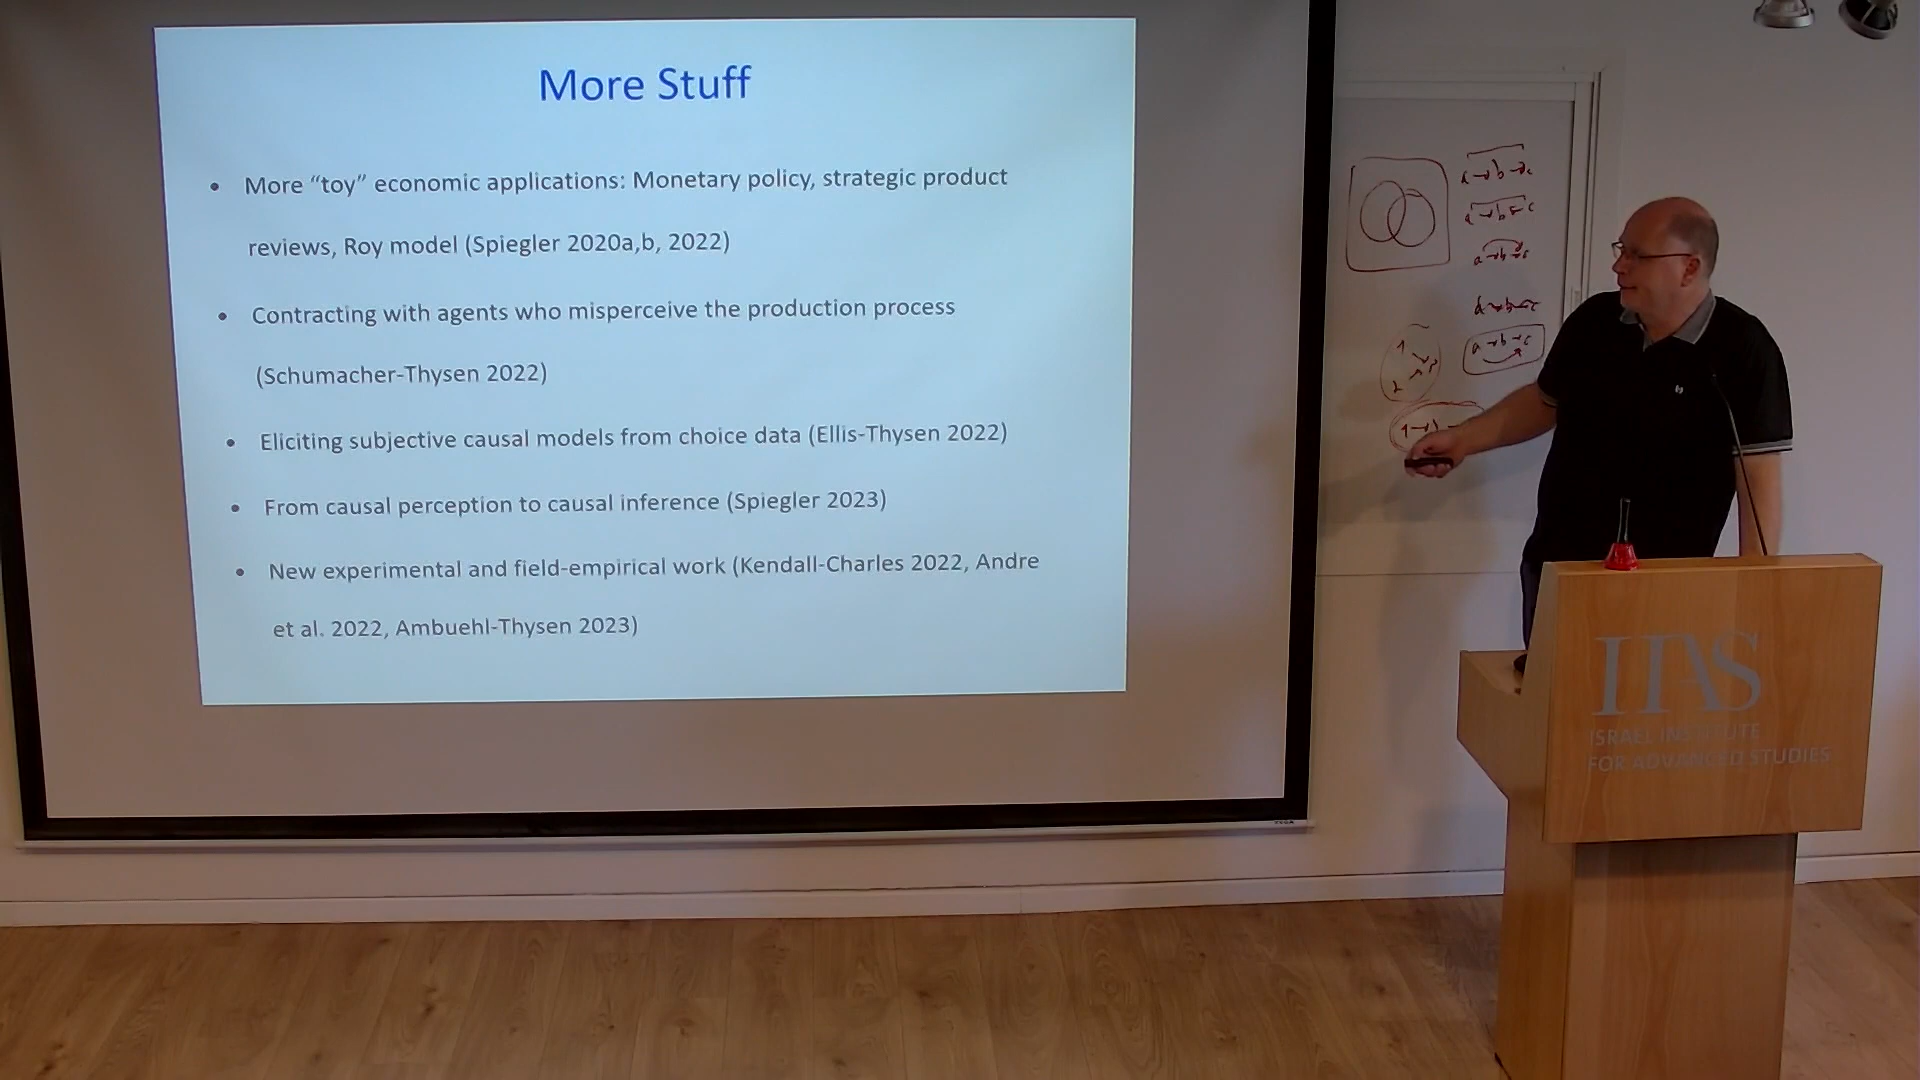 More Stuff
• More “toy” economic applications: Monetary policy, strategic product
reviews, Roy model (Spiegler 2020a,b, 2022)
• Contracting with agents who misperceive the production process
(Schumacher-Thysen 2022)
• Eliciting subjective causal models from choice data (Ellis-Thysen 2022)
• From causal perception to causal inference (Spiegler 2023)
• New experimental and field-empirical work (Kendall-Charles 2022, Andre
et al. 2022, Ambuehl-Thysen 2023)
a→b→c
IIAS
ISRAEL INSTITUTE
FOR ADVANCED STUDIES